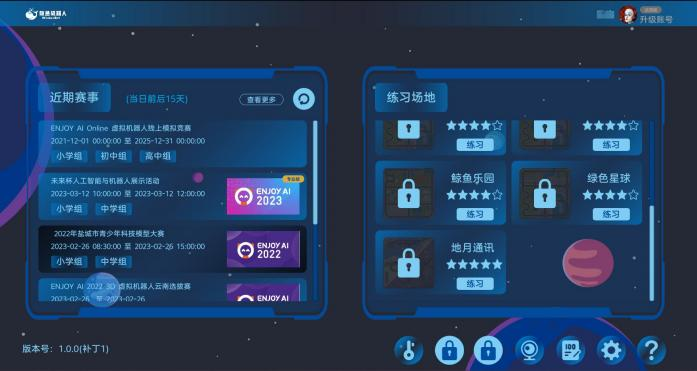 鲸鱼机器人
升级账号
近期赛事
(当日前后15天)
查看更多
ENJOY AI Online 虚拟机器人线上模拟竞赛
2021-12-01 00:00:00 至 2025-12-31 00:00:00
小学组 初中组 高中组
未来杯人工智能与机器人展示活动
2023-03-12 10:00:00 至 2023-03-12 12:00:00
小学组 中学组
ENJOY AI
2023
2022年盐城市青少年科技模型大赛
2023-02-26 08:30:00 至 2023-02-26 15:00:00
小学组 中学组
ENJOY AI
2022
ENJOY AI 2022 3D 虚拟机器人云南选拔赛
2023-02-26 至 2023-02-26
ENJOY AI
练习场地
练习
练习
鲸鱼乐园
练习
绿色星球
练习
地月通讯
练习
版本号：1.0.0(补丁1)
100
?